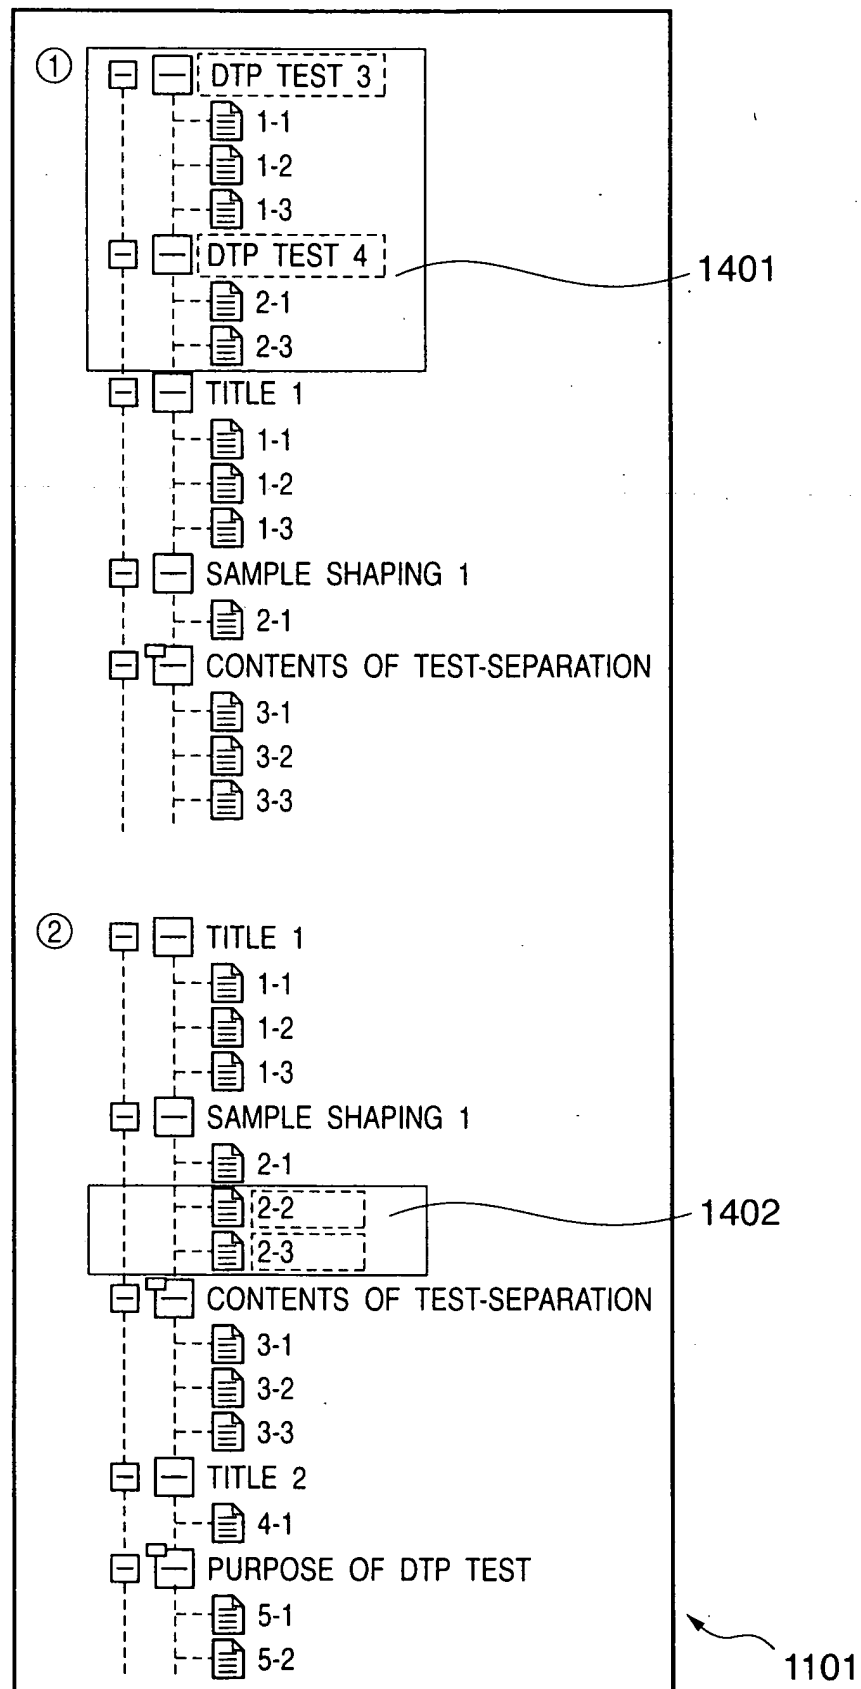 ① DTP TEST 3
1-1
1-2
1-3
DTP TEST 4
1401
2-1
2-3
TITLE 1
1-1
1-2
1-3
SAMPLE SHAPING 1
2-1
CONTENTS OF TEST-SEPARATION
3-1
3-2
3-3
② TITLE 1
1-1
1-2
1-3
SAMPLE SHAPING 1
2-1
2-2
1402
2-3
CONTENTS OF TEST-SEPARATION
3-1
3-2
3-3
TITLE 2
4-1
PURPOSE OF DTP TEST
5-1
5-2
1101